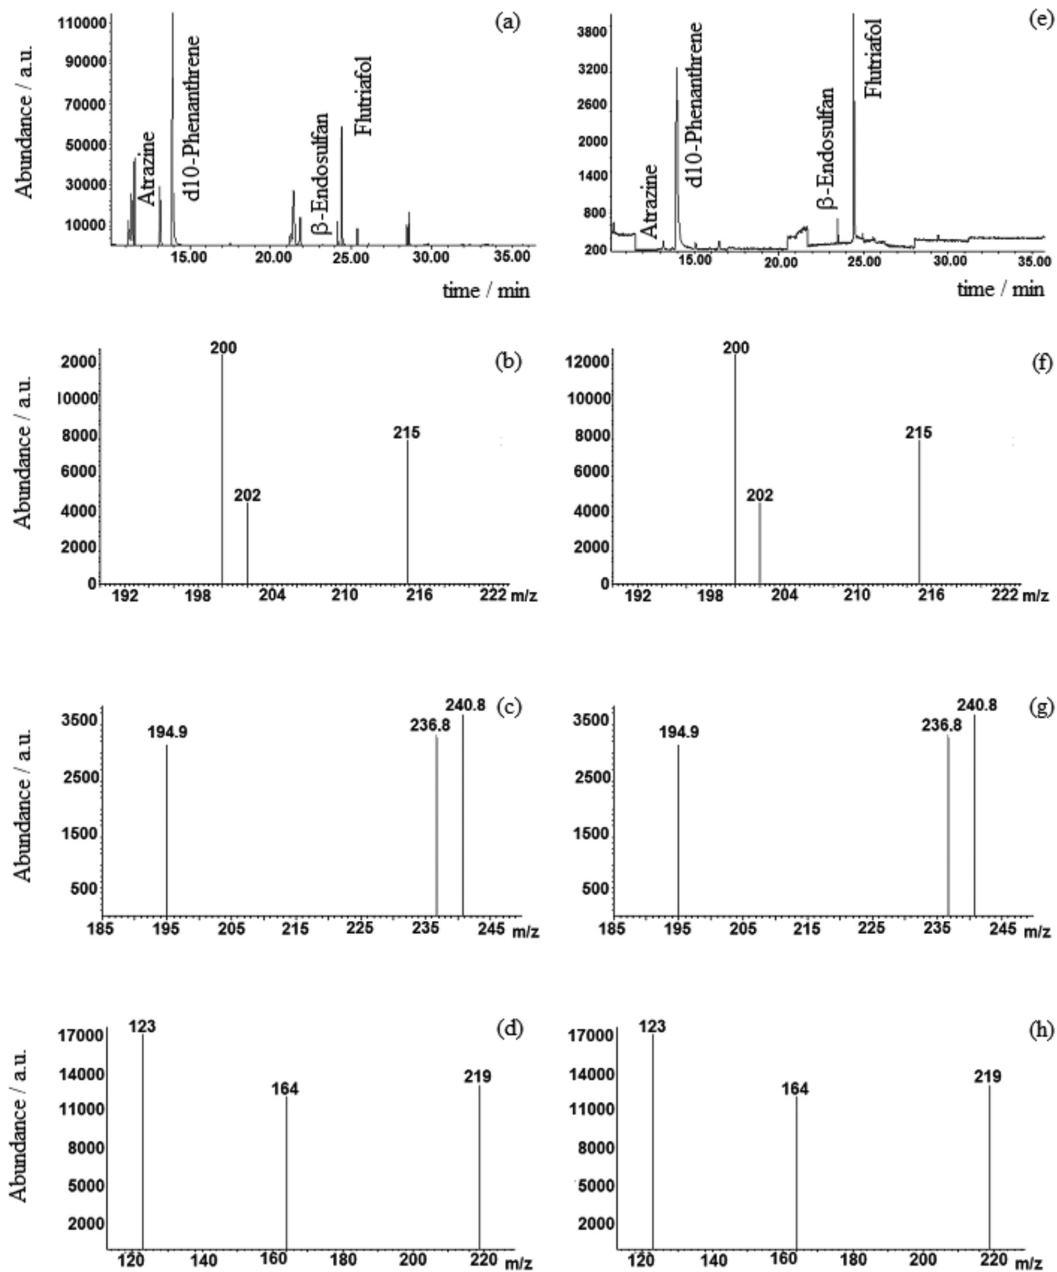 (a)
Abundance / a.u.
110000
90000
70000
50000
30000
10000
Atrazine
d10-Phenanthrene
β-Endosulfan
Flutriafol
15.00 20.00 25.00 30.00 35.00
time / min
(e)
3800
3200
2600
2000
1400
800
200
Atrazine
d10-Phenanthrene
β-Endosulfan
Flutriafol
15.00 20.00 25.00 30.00 35.00
time / min
(b)
Abundance / a.u.
2000
10000
8000
6000
4000
2000
0
200
202
215
192 198 204 210 216 222 m/z
(f)
12000
10000
8000
6000
4000
2000
0
200
202
215
192 198 204 210 216 222 m/z
(c)
Abundance / a.u.
3500
2500
1500
500
194.9
236.8
240.8
185 195 205 215 225 235 245 m/z
(g)
3500
2500
1500
500
194.9
236.8
240.8
185 195 205 215 225 235 245 m/z
(d)
Abundance / a.u.
17000
14000
11000
8000
5000
2000
123
164
219
120 140 160 180 200 220 m/z
(h)
17000
14000
11000
8000
5000
2000
123
164
219
120 140 160 180 200 220 m/z